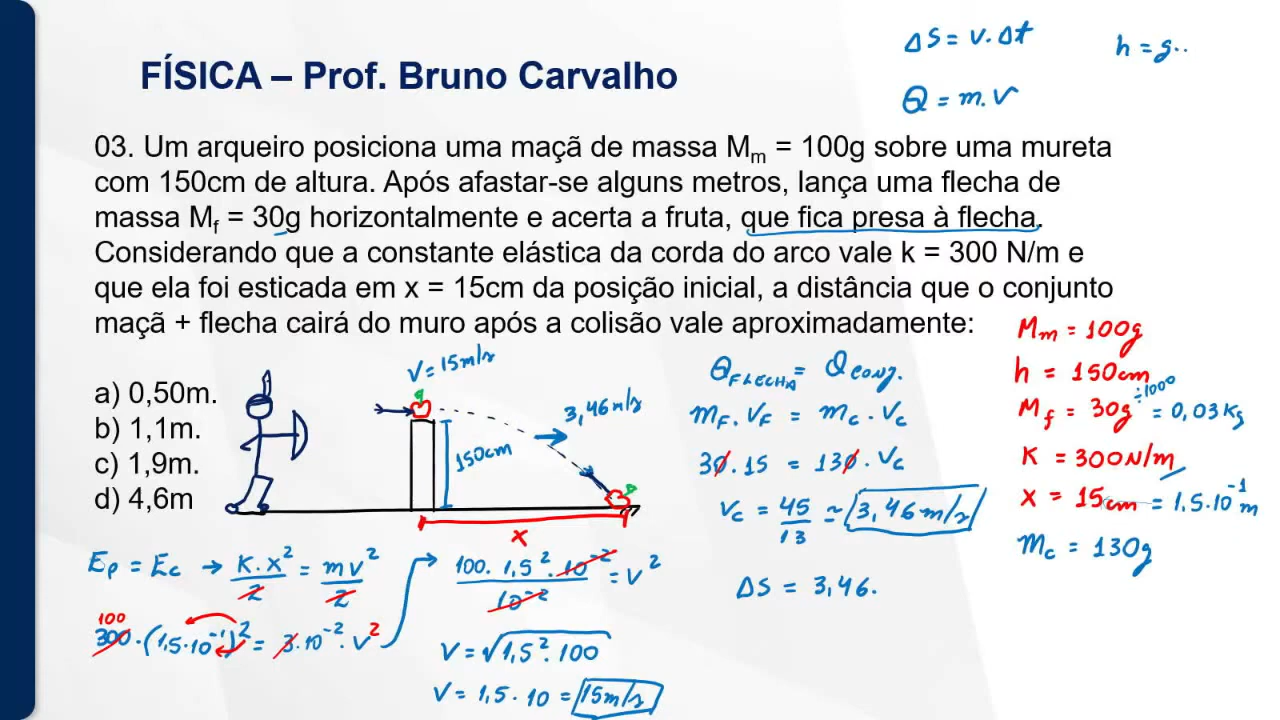 FÍSICA – Prof. Bruno Carvalho
ΔS = V.Δt
h = g..
Q = m.V
03. Um arqueiro posiciona uma maçã de massa Mm = 100g sobre uma mureta
com 150cm de altura. Após afastar-se alguns metros, lança uma flecha de
massa Mf = 30g horizontalmente e acerta a fruta, que fica presa à flecha.
Considerando que a constante elástica da corda do arco vale k = 300 N/m e
que ela foi esticada em x = 15cm da posição inicial, a distância que o conjunto
maçã + flecha cairá do muro após a colisão vale aproximadamente:
a) 0,50m.
b) 1,1m.
c) 1,9m.
d) 4,6m
V = 15m/s
3,46m/s
150cm
x
Ep = Ec → K.x²/2 = mv²/2
100
300.(1,5.10⁻¹)² = 3.10⁻².v²
100.1,5².10⁻²/10⁻² = v²
V = √1,5².100
V = 1,5.10 = 15m/s
QFLECHA = QCONJ.
mF.VF = mC.VC
30.15 = 130.VC
VC = 45/13 ≃ 3,46m/s
ΔS = 3,46.
Mm = 100g
h = 150cm
÷1000
Mf = 30g = 0,03Kg
K = 300N/m
x = 15cm = 1,5.10⁻¹m
mc = 130g